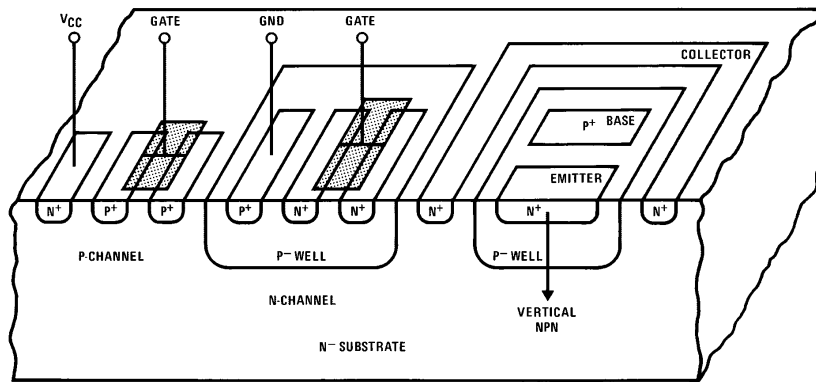 VCC GATE GND GATE
COLLECTOR
P+ BASE
EMITTER
N+ P+ P+ P+ N+ N+ N+ N+ N+
P-CHANNEL P− WELL P− WELL
N-CHANNEL
VERTICAL
NPN
N− SUBSTRATE